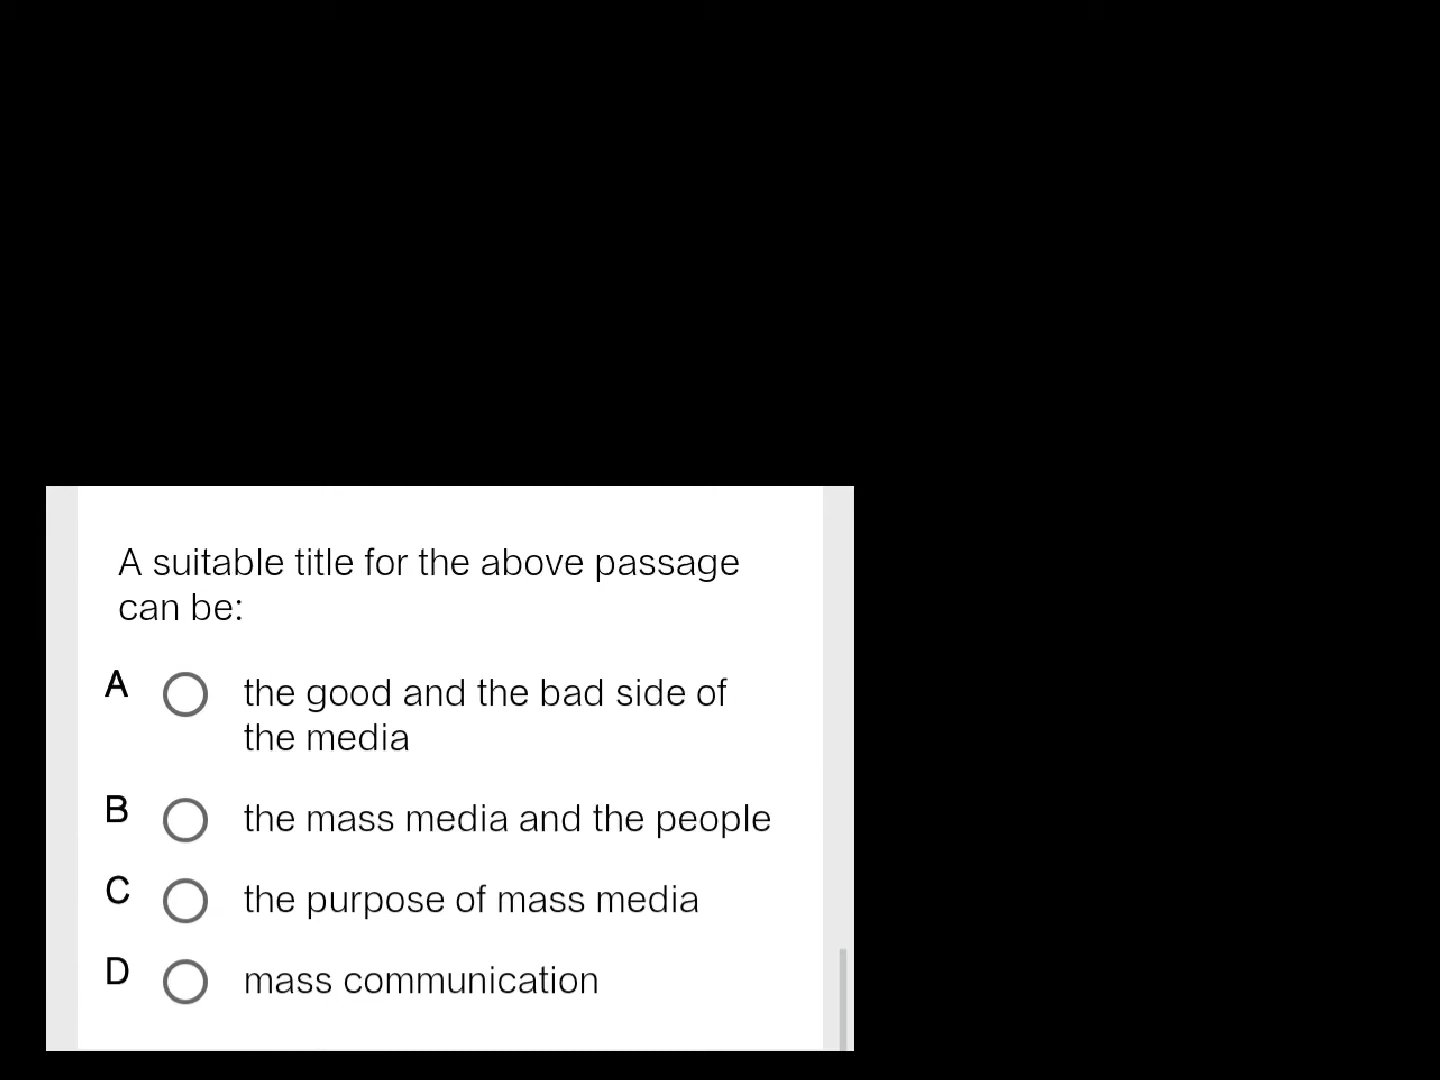 A suitable title for the above passage
can be:
A the good and the bad side of
the media
B the mass media and the people
C the purpose of mass media
D mass communication